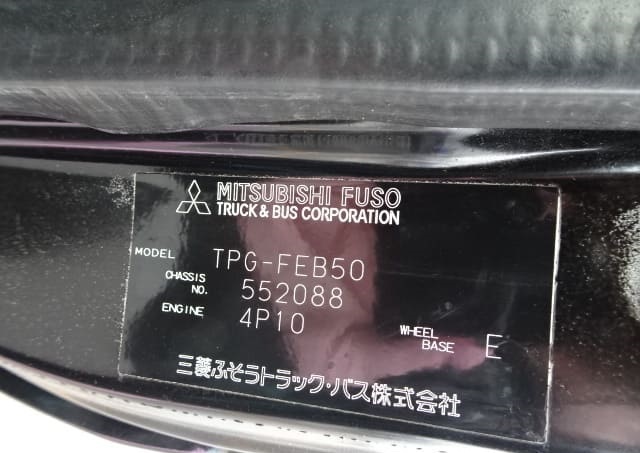 MITSUBISHI FUSO
TRUCK & BUS CORPORATION
MODEL TPG-FEB50
CHASSIS NO. 552088
ENGINE 4P10
WHEEL BASE E
三菱ふそうトラック・バス株式会社